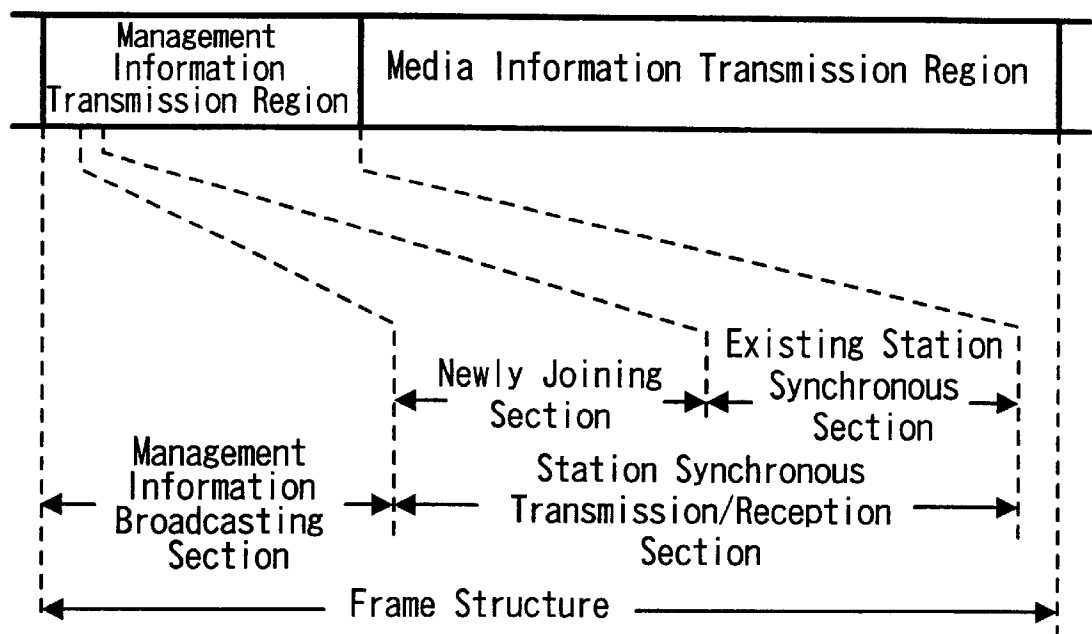 Management
Information
Transmission Region
Media Information Transmission Region
Newly Joining
Section
Existing Station
Synchronous
Section
Management
Information
Broadcasting
Section
Station Synchronous
Transmission/Reception
Section
Frame Structure